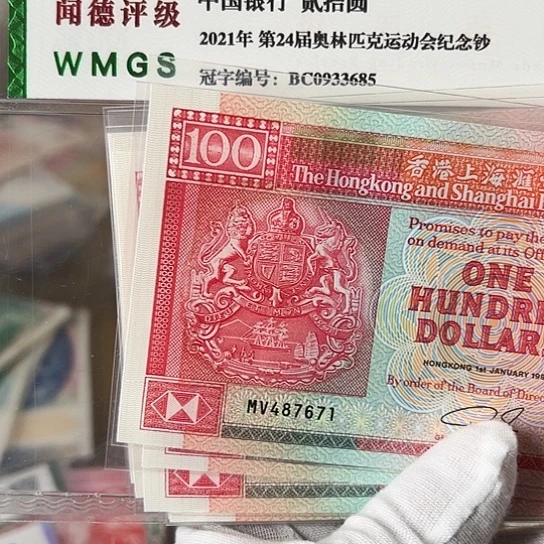 闻德评级
WMGS
中国银行 贰拾圆
2021年 第24届奥林匹克运动会纪念钞
冠字编号: BC0933685
100
香港上海滙
The Hongkong and Shanghai
Promises to pay the
on demand at its Off
ONE
HUNDRE
DOLLAR
HONGKONG 1st JANUARY 19
By order of the Board of Direc
MV487671